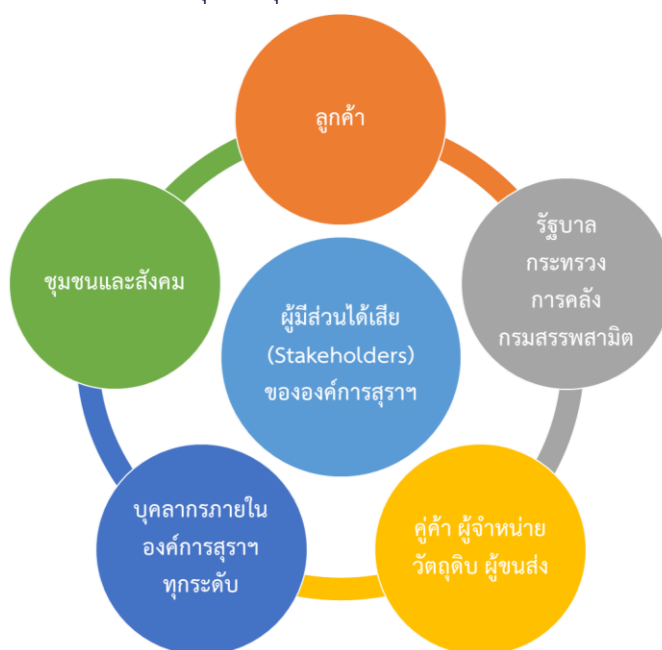 ลูกค้า
รัฐบาล
กระทรวง
การคลัง
กรมสรรพสามิต
ชุมชนและสังคม
ผู้มีส่วนได้เสีย
(Stakeholders)
ขององค์การสุราฯ
บุคลากรภายใน
องค์การสุราฯ
ทุกระดับ
คู่ค้า ผู้จำหน่าย
วัตถุดิบ ผู้ขนส่ง